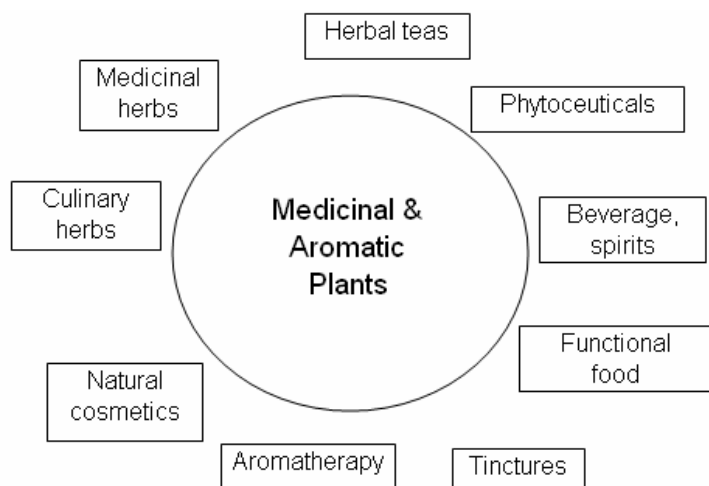 Herbal teas
Medicinal
herbs
Phytoceuticals
Culinary
herbs
Medicinal &
Aromatic
Plants
Beverage,
spirits
Functional
food
Natural
cosmetics
Aromatherapy
Tinctures